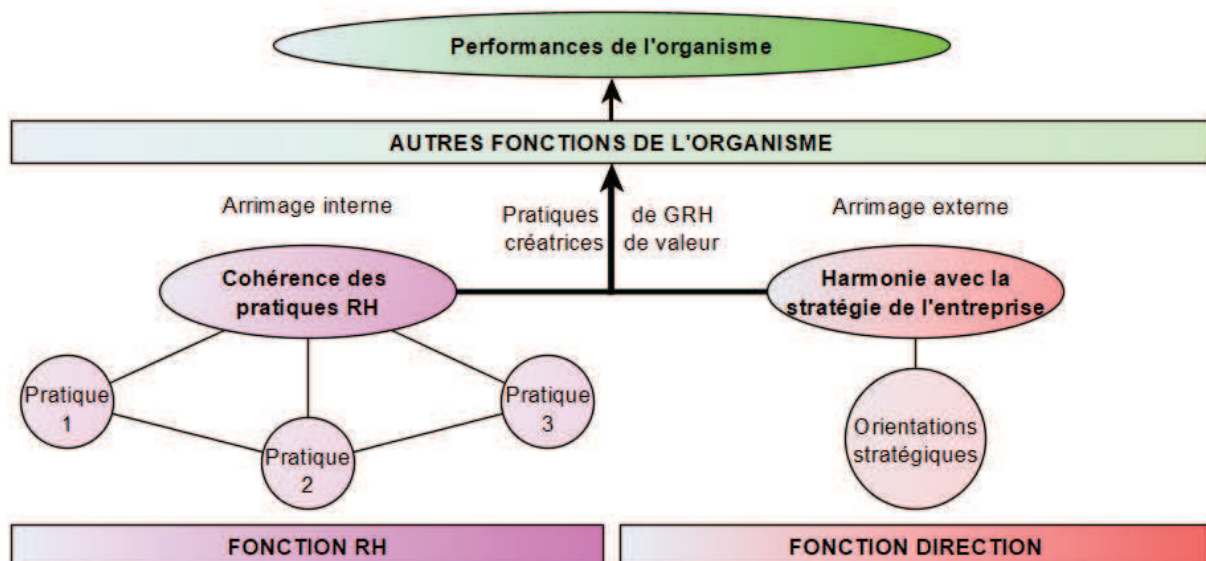 Performances de l'organisme
AUTRES FONCTIONS DE L'ORGANISME
Arrimage interne
Pratiques de GRH
créatrices de valeur
Arrimage externe
Cohérence des
pratiques RH
Harmonie avec la
stratégie de l'entreprise
Pratique
1
Pratique
2
Pratique
3
Orientations
stratégiques
FONCTION RH
FONCTION DIRECTION